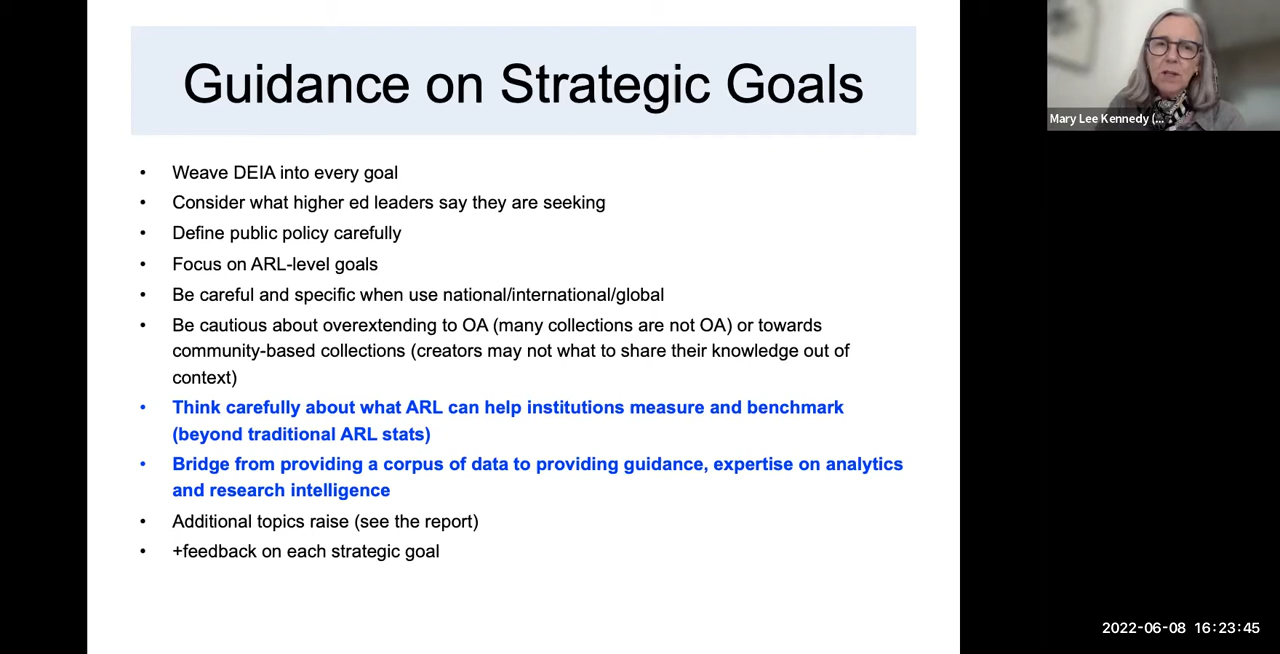 Guidance on Strategic Goals
• Weave DEIA into every goal
• Consider what higher ed leaders say they are seeking
• Define public policy carefully
• Focus on ARL-level goals
• Be careful and specific when use national/international/global
• Be cautious about overextending to OA (many collections are not OA) or towards
community-based collections (creators may not what to share their knowledge out of
context)
• Think carefully about what ARL can help institutions measure and benchmark
(beyond traditional ARL stats)
• Bridge from providing a corpus of data to providing guidance, expertise on analytics
and research intelligence
• Additional topics raise (see the report)
• +feedback on each strategic goal
Mary Lee Kennedy (...
2022-06-08 16:23:45